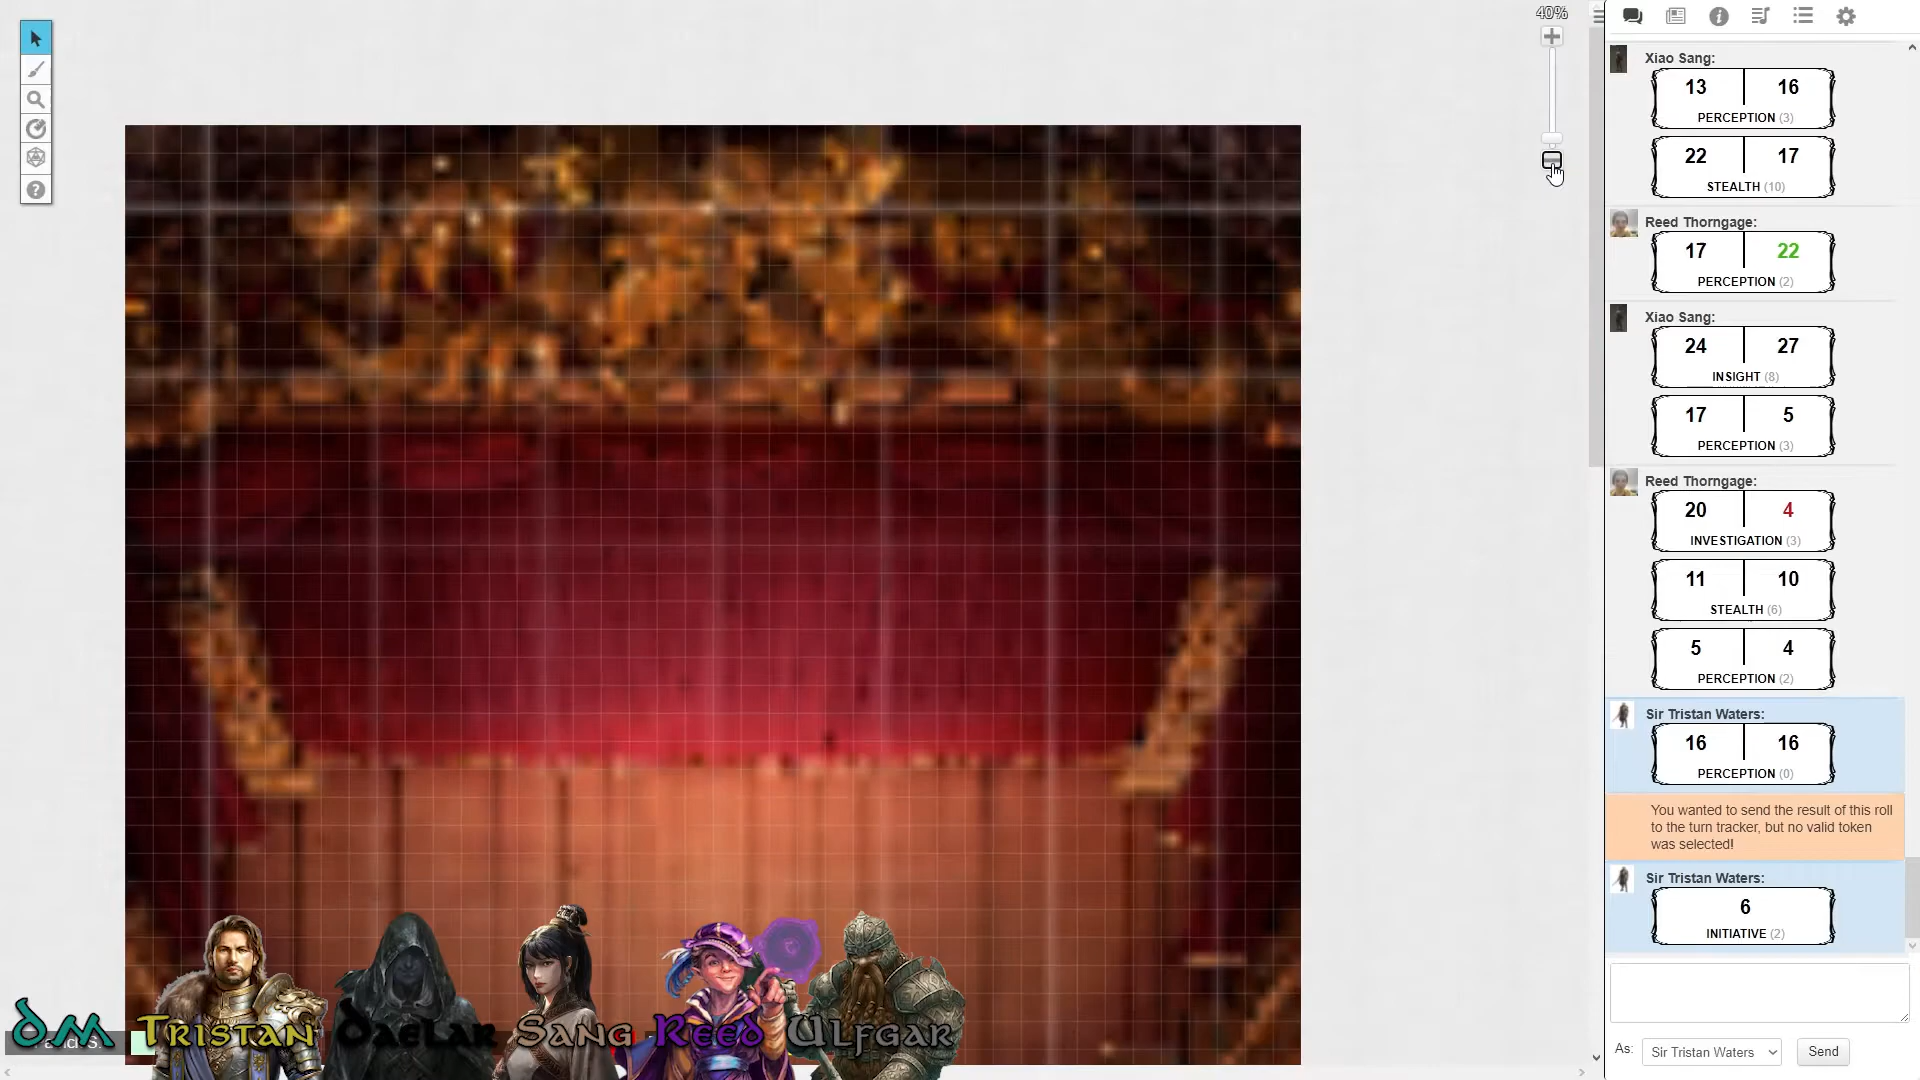 40%
Xiao Sang:
13 16
PERCEPTION (3)
22 17
STEALTH (10)
Reed Thorngage:
17 22
PERCEPTION (2)
Xiao Sang:
24 27
INSIGHT (8)
17 5
PERCEPTION (3)
Reed Thorngage:
20 4
INVESTIGATION (3)
11 10
STEALTH (6)
5 4
PERCEPTION (2)
Sir Tristan Waters:
16 16
PERCEPTION (0)
You wanted to send the result of this roll
to the turn tracker, but no valid token
was selected!
Sir Tristan Waters:
6
INITIATIVE (2)
As: Sir Tristan Waters Send
DM Tristan Daelar Sang Reed Ulfgar